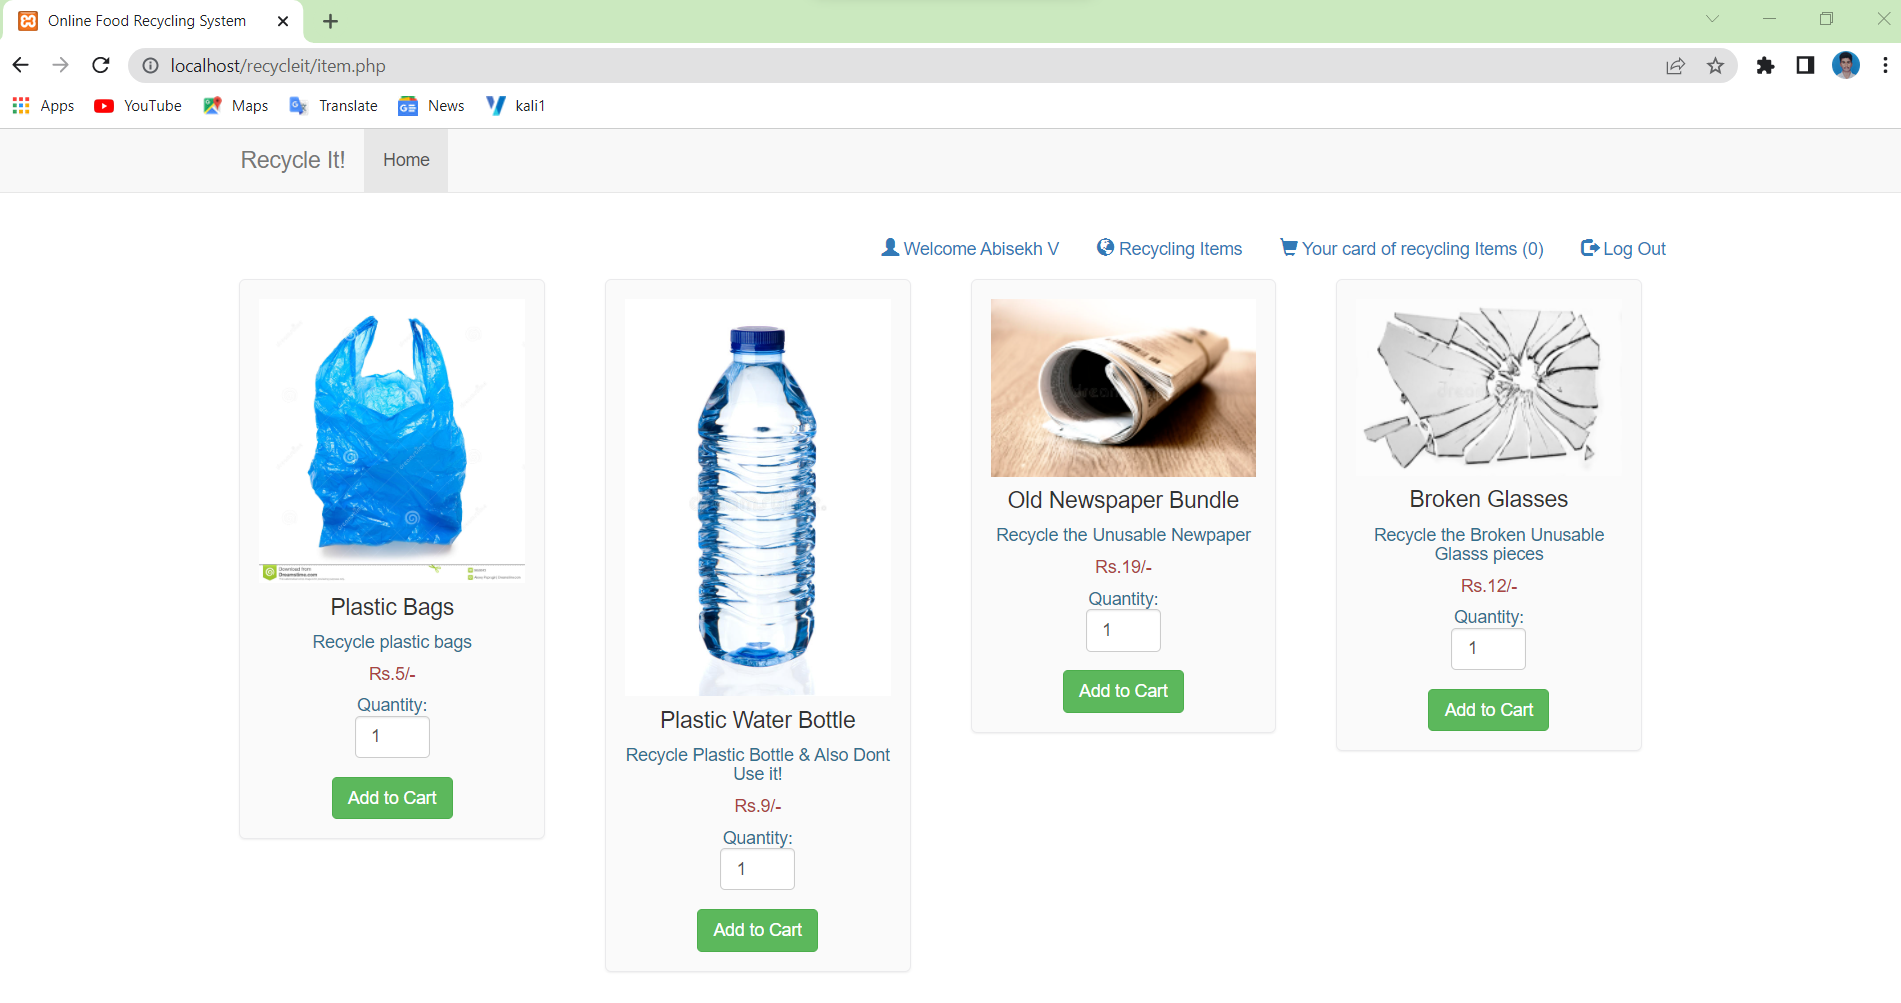 Online Food Recycling System
localhost/recycleit/item.php
Apps YouTube Maps Translate News kali1
Recycle It! Home
Welcome Abisekh V Recycling Items Your card of recycling Items (0) Log Out
Plastic Bags
Recycle plastic bags
Rs.5/-
Quantity:
1
Add to Cart
Plastic Water Bottle
Recycle Plastic Bottle & Also Dont
Use it!
Rs.9/-
Quantity:
1
Add to Cart
Old Newspaper Bundle
Recycle the Unusable Newpaper
Rs.19/-
Quantity:
1
Add to Cart
Broken Glasses
Recycle the Broken Unusable
Glasss pieces
Rs.12/-
Quantity:
1
Add to Cart